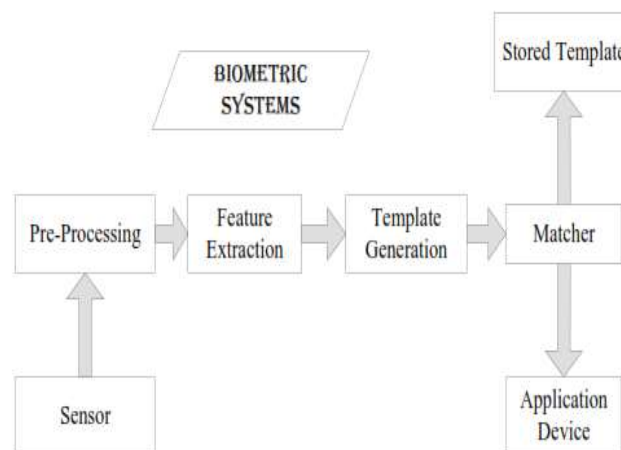 Stored Template
BIOMETRIC
SYSTEMS
Pre-Processing
Feature
Extraction
Template
Generation
Matcher
Sensor
Application
Device